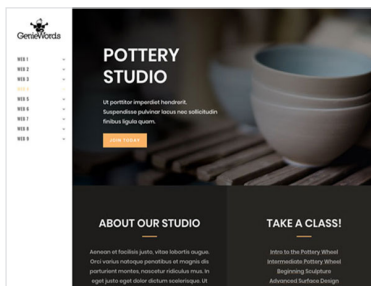 GenieWords
WEB 1
WEB 2
WEB 3
WEB 4
WEB 5
WEB 6
WEB 7
WEB 8
WEB 9
POTTERY
STUDIO
Ut porttitor imperdiet hendrerit.
Suspendisse pulvinar lacus nec sollicitudin
finibus ligula quam.
JOIN TODAY
ABOUT OUR STUDIO
Aenean et facilisis justo, vitae lobortis augue.
Orci varius natoque penatibus et magnis dis
parturient montes, nascetur ridiculus mus. In
eget justo eget dolor dictum scelerisque. Ut
TAKE A CLASS!
Intro to the Pottery Wheel
Intermediate Pottery Wheel
Beginning Sculpture
Advanced Surface Design